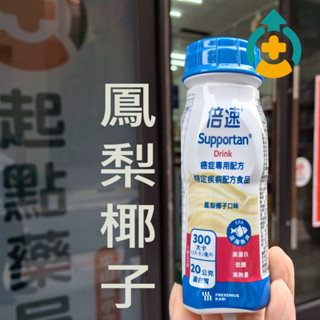 鳳梨椰子
起點藥
倍速
Supportan
Drink
癌症專用配方
特定疾病配方食品
鳳梨椰子口味
300
大卡
20公克
蛋白質
高蛋白
低醣
高熱量
FRESENIUS
KABI